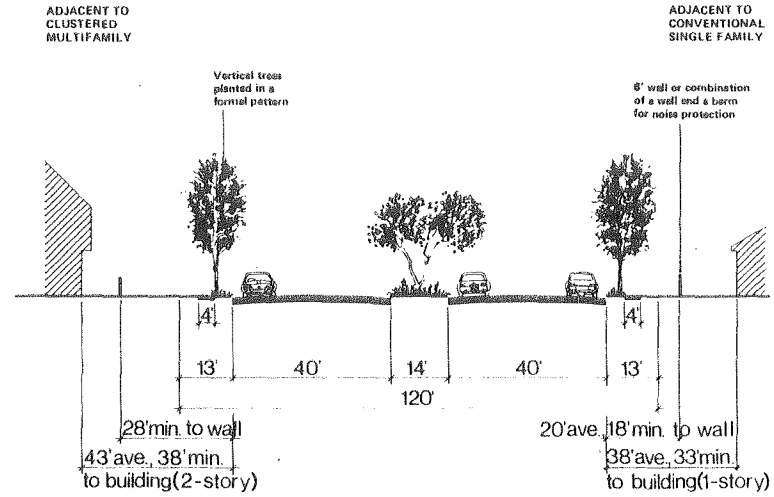 ADJACENT TO
CLUSTERED
MULTIFAMILY
ADJACENT TO
CONVENTIONAL
SINGLE FAMILY
Vertical trees
planted in a
formal pattern
6' wall or combination
of a wall and a berm
for noise protection
4'
4'
13'
40'
14'
40'
13'
120'
28'min. to wall
20'ave., 18'min. to wall
43'ave., 38'min.
to building(2-story)
38'ave., 33'min.
to building(1-story)